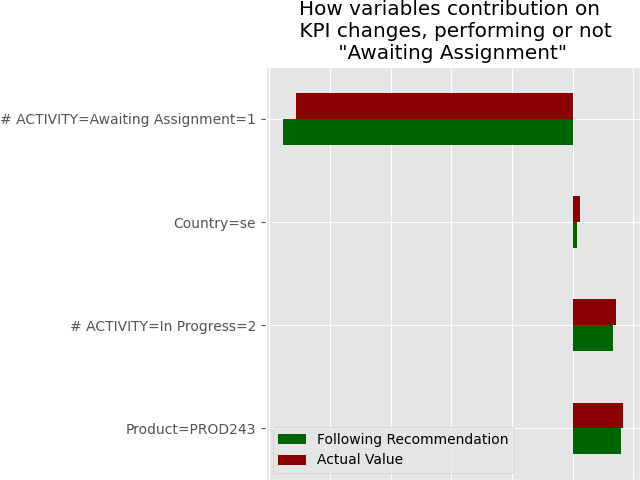 How variables contribution on
KPI changes, performing or not
"Awaiting Assignment"
# ACTIVITY=Awaiting Assignment=1
Country=se
# ACTIVITY=In Progress=2
Product=PROD243
Following Recommendation
Actual Value